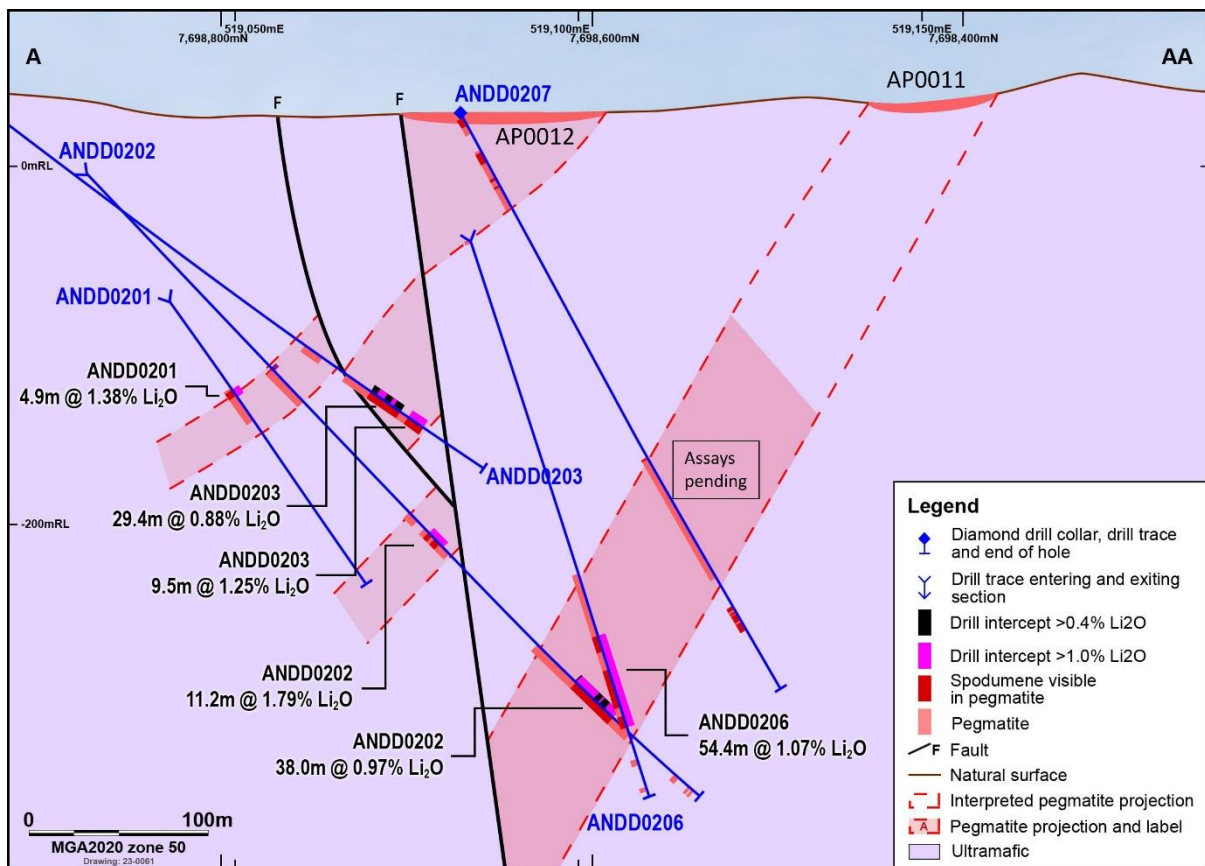 519,050mE
7,698,800mN
519,100mE
7,698,600mN
519,150mE
7,698,400mN
A
AA
F
F
ANDD0207
AP0012
AP0011
ANDD0202
0mRL
ANDD0201
ANDD0201
4.9m @ 1.38% Li₂O
ANDD0203
ANDD0203
29.4m @ 0.88% Li₂O
Assays
pending
-200mRL
ANDD0203
9.5m @ 1.25% Li₂O
ANDD0202
11.2m @ 1.79% Li₂O
ANDD0202
38.0m @ 0.97% Li₂O
ANDD0206
54.4m @ 1.07% Li₂O
ANDD0206
Legend
Diamond drill collar, drill trace
and end of hole
Drill trace entering and exiting
section
Drill intercept >0.4% Li2O
Drill intercept >1.0% Li2O
Spodumene visible
in pegmatite
Pegmatite
F Fault
Natural surface
Interpreted pegmatite projection
A Pegmatite projection and label
Ultramafic
0 100m
MGA2020 zone 50
Drawing: 23-0061